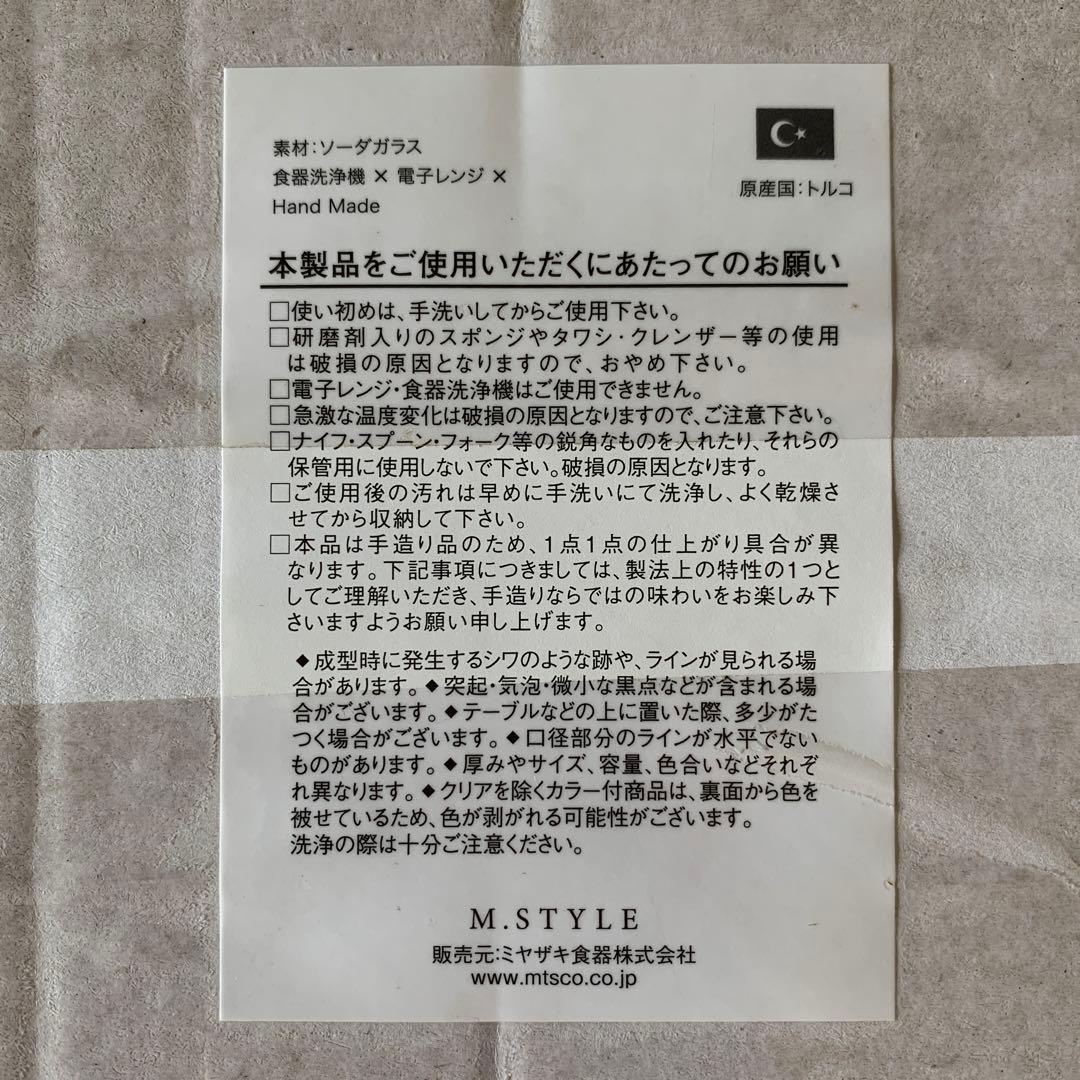 素材:ソーダガラス
食器洗浄機 × 電子レンジ ×
Hand Made
原産国:トルコ
本製品をご使用いただくにあたってのお願い
□使い初めは、手洗いしてからご使用下さい。
□研磨剤入りのスポンジやタワシ・クレンザー等の使用
は破損の原因となりますので、おやめ下さい。
□電子レンジ・食器洗浄機はご使用できません。
□急激な温度変化は破損の原因となりますので、ご注意下さい。
□ナイフ・スプーン・フォーク等の鋭角なものを入れたり、それらの
保管用に使用しないで下さい。破損の原因となります。
□ご使用後の汚れは早めに手洗いにて洗浄し、よく乾燥さ
せてから収納して下さい。
□本品は手造り品のため、1点1点の仕上がり具合が異
なります。下記事項につきましては、製法上の特性の1つと
してご理解いただき、手造りならではの味わいをお楽しみ下
さいますようお願い申し上げます。
◆成型時に発生するシワのような跡や、ラインが見られる場
合があります。◆突起・気泡・微小な黒点などが含まれる場
合がございます。◆テーブルなどの上に置いた際、多少がた
つく場合がございます。◆口径部分のラインが水平でない
ものがあります。◆厚みやサイズ、容量、色合いなどそれぞ
れ異なります。◆クリアを除くカラー付商品は、裏面から色を
被せているため、色が剥がれる可能性がございます。
洗浄の際は十分ご注意ください。
M.STYLE
販売元:ミヤザキ食器株式会社
www.mtsco.co.jp